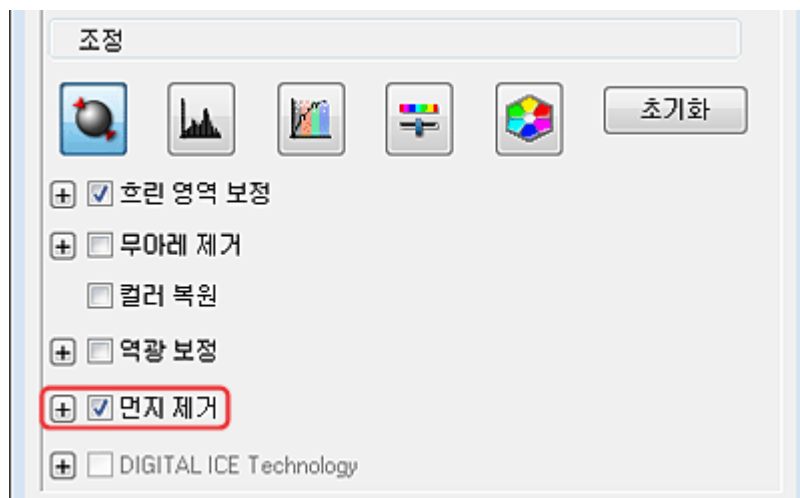 조정
초기화
흐린 영역 보정
무아레 제거
컬러 복원
역광 보정
먼지 제거
DIGITAL ICE Technology